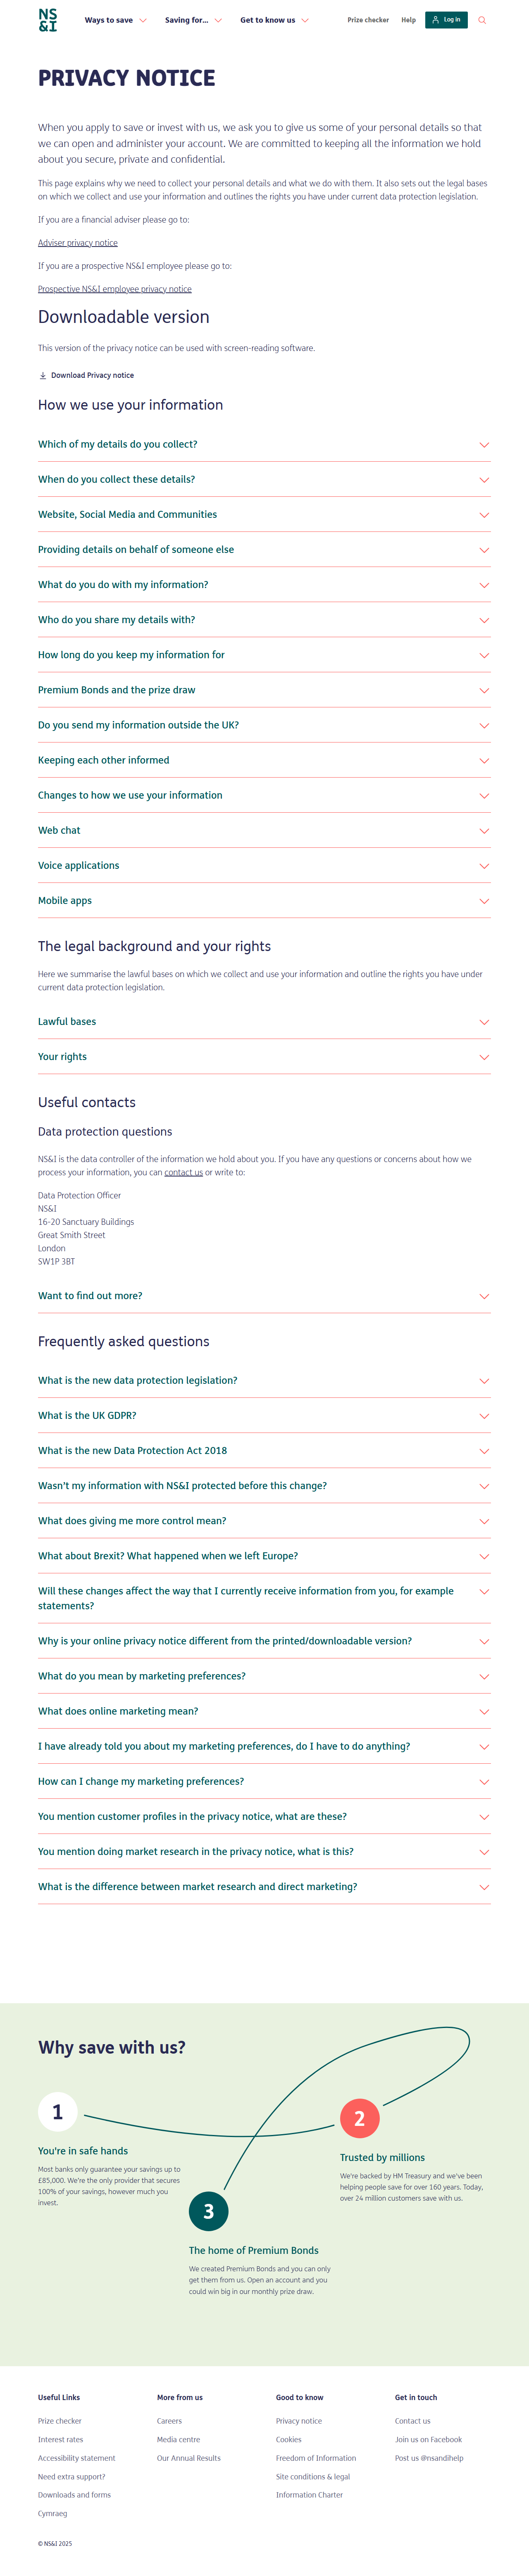 NS
&I
Ways to save
Saving for...
Get to know us
Prize checker
Help
Log in
PRIVACY NOTICE
When you apply to save or invest with us, we ask you to give us some of your personal details so that
we can open and administer your account. We are committed to keeping all the information we hold
about you secure, private and confidential.
This page explains why we need to collect your personal details and what we do with them. It also sets out the legal bases
on which we collect and use your information and outlines the rights you have under current data protection legislation.
If you are a financial adviser please go to:
Adviser privacy notice
If you are a prospective NS&I employee please go to:
Prospective NS&I employee privacy notice
Downloadable version
This version of the privacy notice can be used with screen-reading software.
Download Privacy notice
How we use your information
Which of my details do you collect?
When do you collect these details?
Website, Social Media and Communities
Providing details on behalf of someone else
What do you do with my information?
Who do you share my details with?
How long do you keep my information for
Premium Bonds and the prize draw
Do you send my information outside the UK?
Keeping each other informed
Changes to how we use your information
Web chat
Voice applications
Mobile apps
The legal background and your rights
Here we summarise the lawful bases on which we collect and use your information and outline the rights you have under
current data protection legislation.
Lawful bases
Your rights
Useful contacts
Data protection questions
NS&I is the data controller of the information we hold about you. If you have any questions or concerns about how we
process your information, you can contact us or write to:
Data Protection Officer
NS&I
16-20 Sanctuary Buildings
Great Smith Street
London
SW1P 3BT
Want to find out more?
Frequently asked questions
What is the new data protection legislation?
What is the UK GDPR?
What is the new Data Protection Act 2018
Wasn't my information with NS&I protected before this change?
What does giving me more control mean?
What about Brexit? What happened when we left Europe?
Will these changes affect the way that I currently receive information from you, for example
statements?
Why is your online privacy notice different from the printed/downloadable version?
What do you mean by marketing preferences?
What does online marketing mean?
I have already told you about my marketing preferences, do I have to do anything?
How can I change my marketing preferences?
You mention customer profiles in the privacy notice, what are these?
You mention doing market research in the privacy notice, what is this?
What is the difference between market research and direct marketing?
Why save with us?
1
You're in safe hands
Most banks only guarantee your savings up to
£85,000. We're the only provider that secures
100% of your savings, however much you
invest.
2
Trusted by millions
We're backed by HM Treasury and we've been
helping people save for over 160 years. Today,
over 24 million customers save with us.
3
The home of Premium Bonds
We created Premium Bonds and you can only
get them from us. Open an account and you
could win big in our monthly prize draw.
Useful Links
Prize checker
Interest rates
Accessibility statement
Need extra support?
Downloads and forms
Cymraeg
More from us
Careers
Media centre
Our Annual Results
Good to know
Privacy notice
Cookies
Freedom of Information
Site conditions & legal
Information Charter
Get in touch
Contact us
Join us on Facebook
Post us @nsandihelp
© NS&I 2025